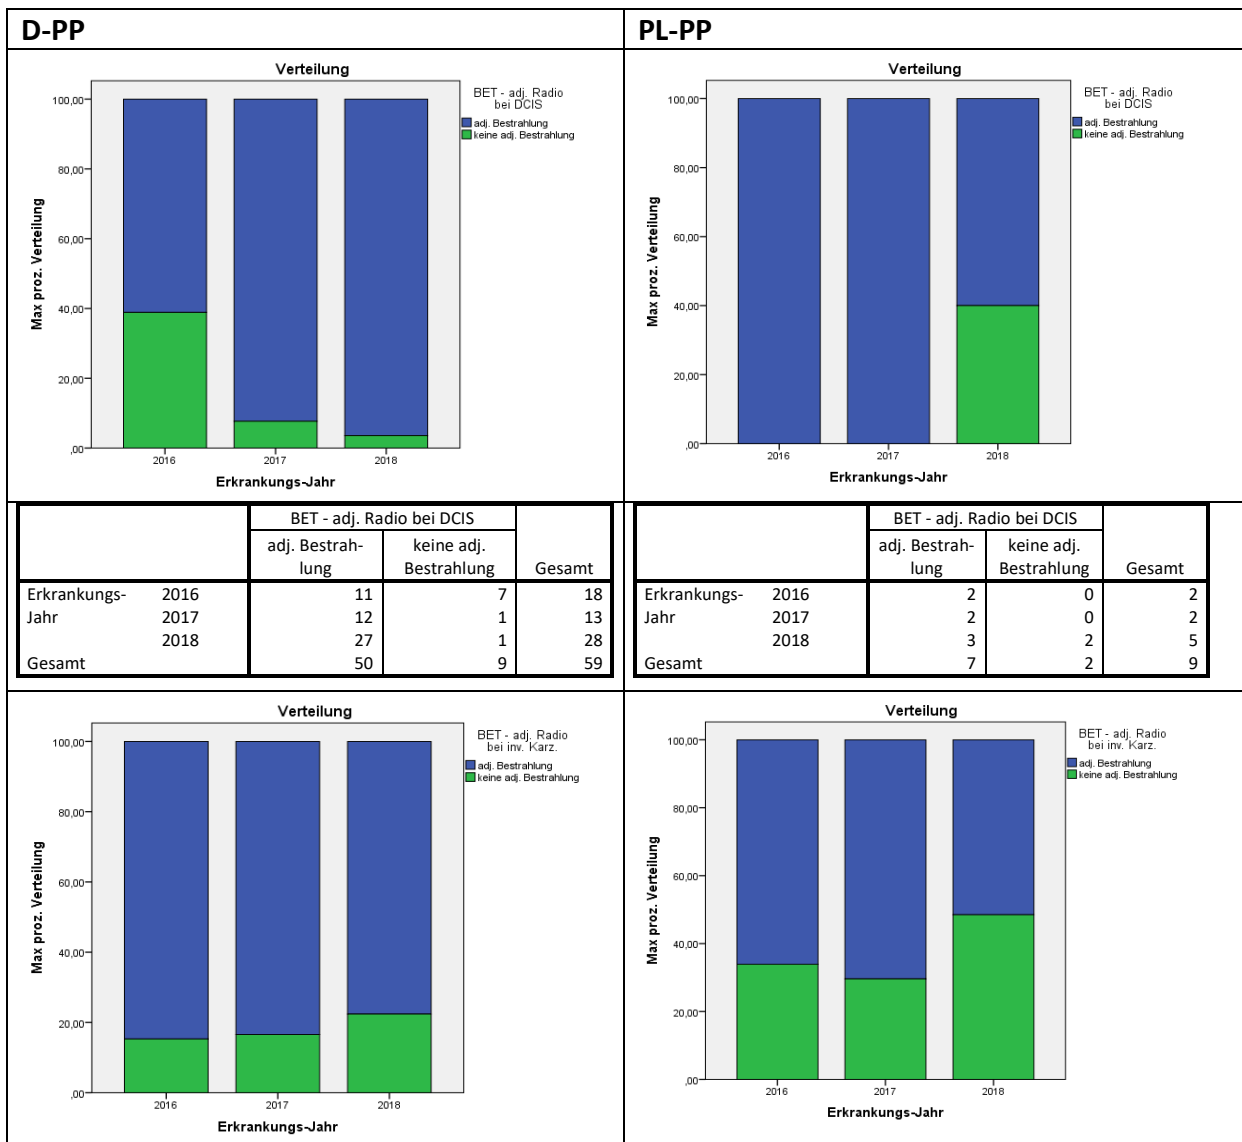 D-PP
PL-PP
Verteilung
BET - adj. Radio
bei DCIS
adj. Bestrahlung
keine adj. Bestrahlung
Max proz. Verteilung
100,00
80,00
60,00
40,00
20,00
,00
2016 2017 2018
Erkrankungs-Jahr
Verteilung
BET - adj. Radio
bei DCIS
adj. Bestrahlung
keine adj. Bestrahlung
Max proz. Verteilung
100,00
80,00
60,00
40,00
20,00
,00
2016 2017 2018
Erkrankungs-Jahr
BET - adj. Radio bei DCIS
adj. Bestrah- keine adj.
lung Bestrahlung Gesamt
Erkrankungs- 2016 11 7 18
Jahr 2017 12 1 13
2018 27 1 28
Gesamt 50 9 59
BET - adj. Radio bei DCIS
adj. Bestrah- keine adj.
lung Bestrahlung Gesamt
Erkrankungs- 2016 2 0 2
Jahr 2017 2 0 2
2018 3 2 5
Gesamt 7 2 9
Verteilung
BET - adj. Radio
bei inv. Karz.
adj. Bestrahlung
keine adj. Bestrahlung
Max proz. Verteilung
100,00
80,00
60,00
40,00
20,00
,00
2016 2017 2018
Erkrankungs-Jahr
Verteilung
BET - adj. Radio
bei inv. Karz.
adj. Bestrahlung
keine adj. Bestrahlung
Max proz. Verteilung
100,00
80,00
60,00
40,00
20,00
,00
2016 2017 2018
Erkrankungs-Jahr